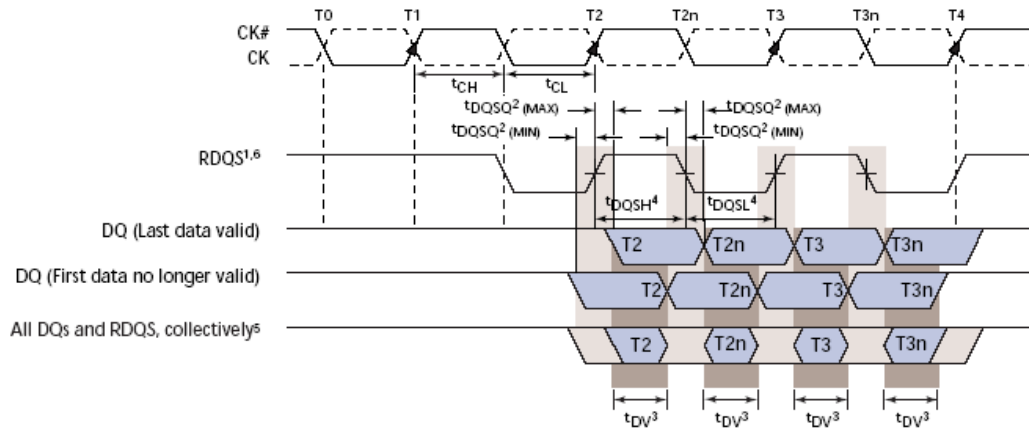 T0 T1 T2 T2n T3 T3n T4
CK#
CK
tCH tCL
tDQSQ² (MAX) tDQSQ² (MAX)
tDQSQ² (MIN) tDQSQ² (MIN)
RDQS¹,⁶
tDQSH⁴ tDQSL⁴
DQ (Last data valid) T2 T2n T3 T3n
DQ (First data no longer valid) T2 T2n T3 T3n
All DQs and RDQS, collectively⁵ T2 T2n T3 T3n
tDV³ tDV³ tDV³ tDV³